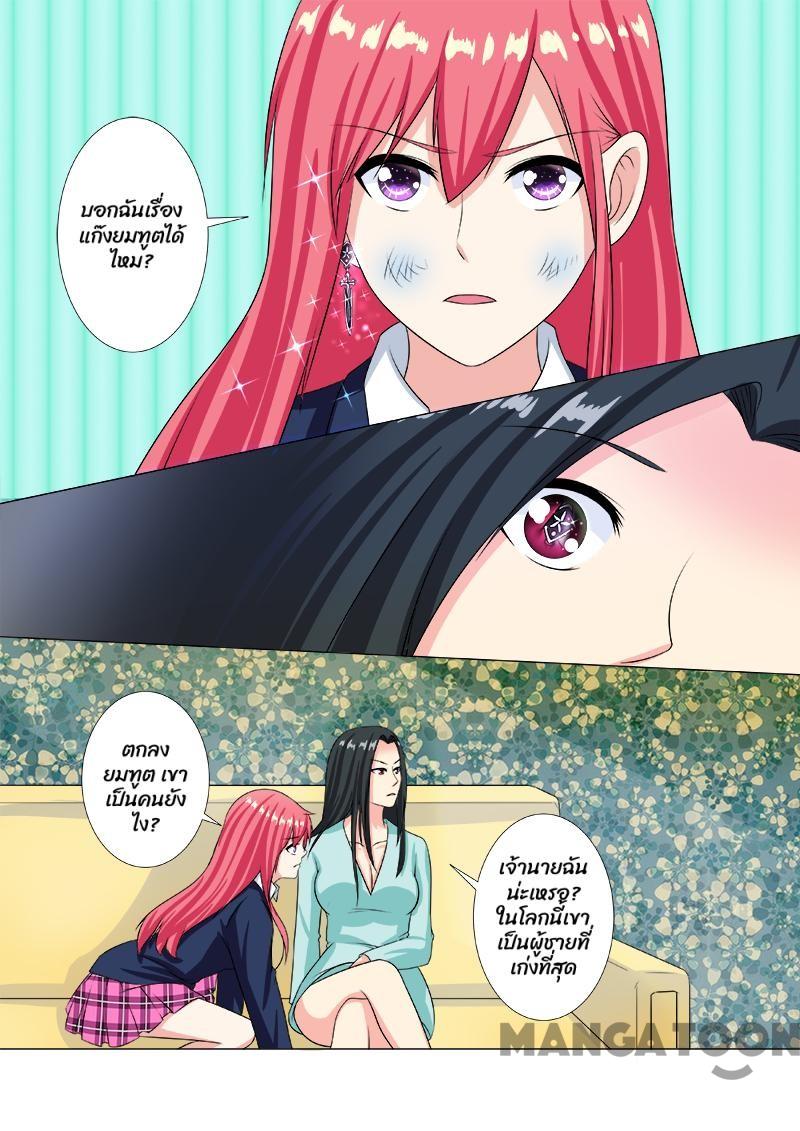 บอกฉันเรื่อง
แก๊งยมทูตได้
ไหม?
ตกลง
ยมทูต เขา
เป็นคนยัง
ไง?
เจ้านายฉัน
น่ะเหรอ?
ในโลกนี้เขา
เป็นผู้ชายที่
เก่งที่สุด
MANGATOON